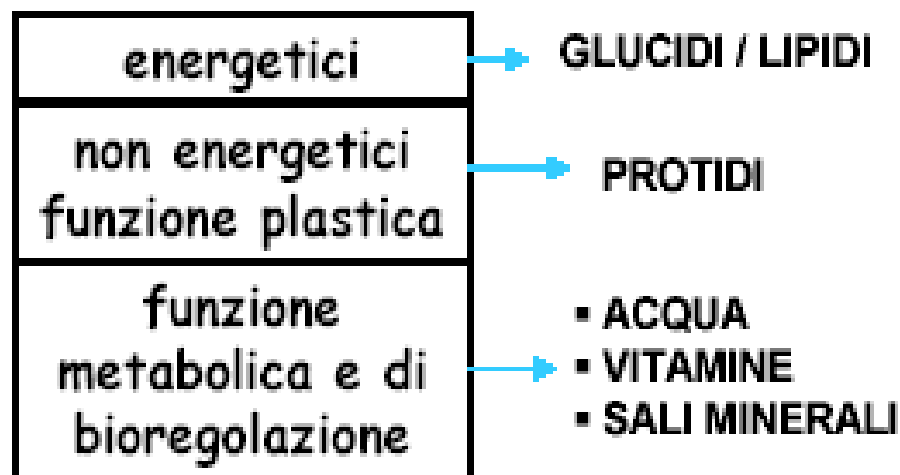 energetici
GLUCIDI / LIPIDI
non energetici
funzione plastica
PROTIDI
funzione
metabolica e di
bioregolazione
▪ ACQUA
▪ VITAMINE
▪ SALI MINERALI